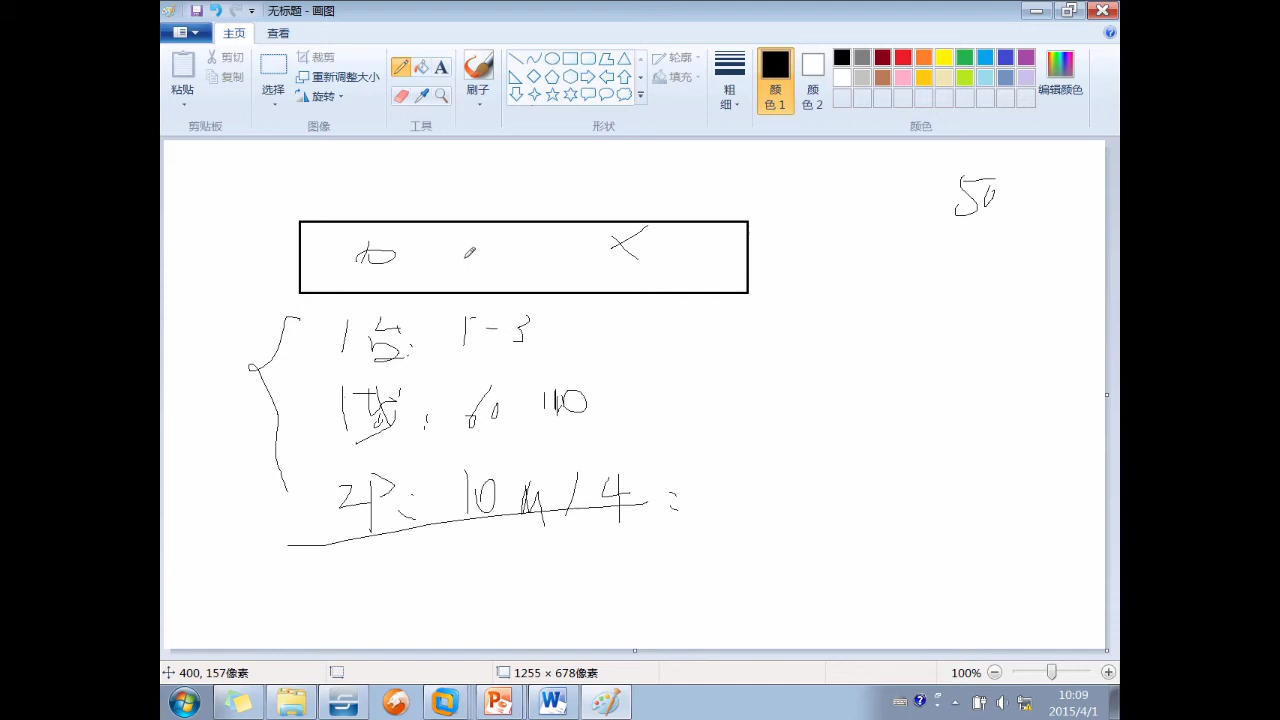 无标题 - 画图
主页 查看
粘贴 剪切 复制 选择 裁剪 重新调整大小 旋转 A 刷子 轮廓 填充 粗细 颜色 1 颜色 2 编辑颜色
剪贴板 图像 工具 形状 颜色
50
1 1-3
60 110
10 M / 4 :
400, 157像素 1255 × 678像素 100%
10:09
2015/4/1